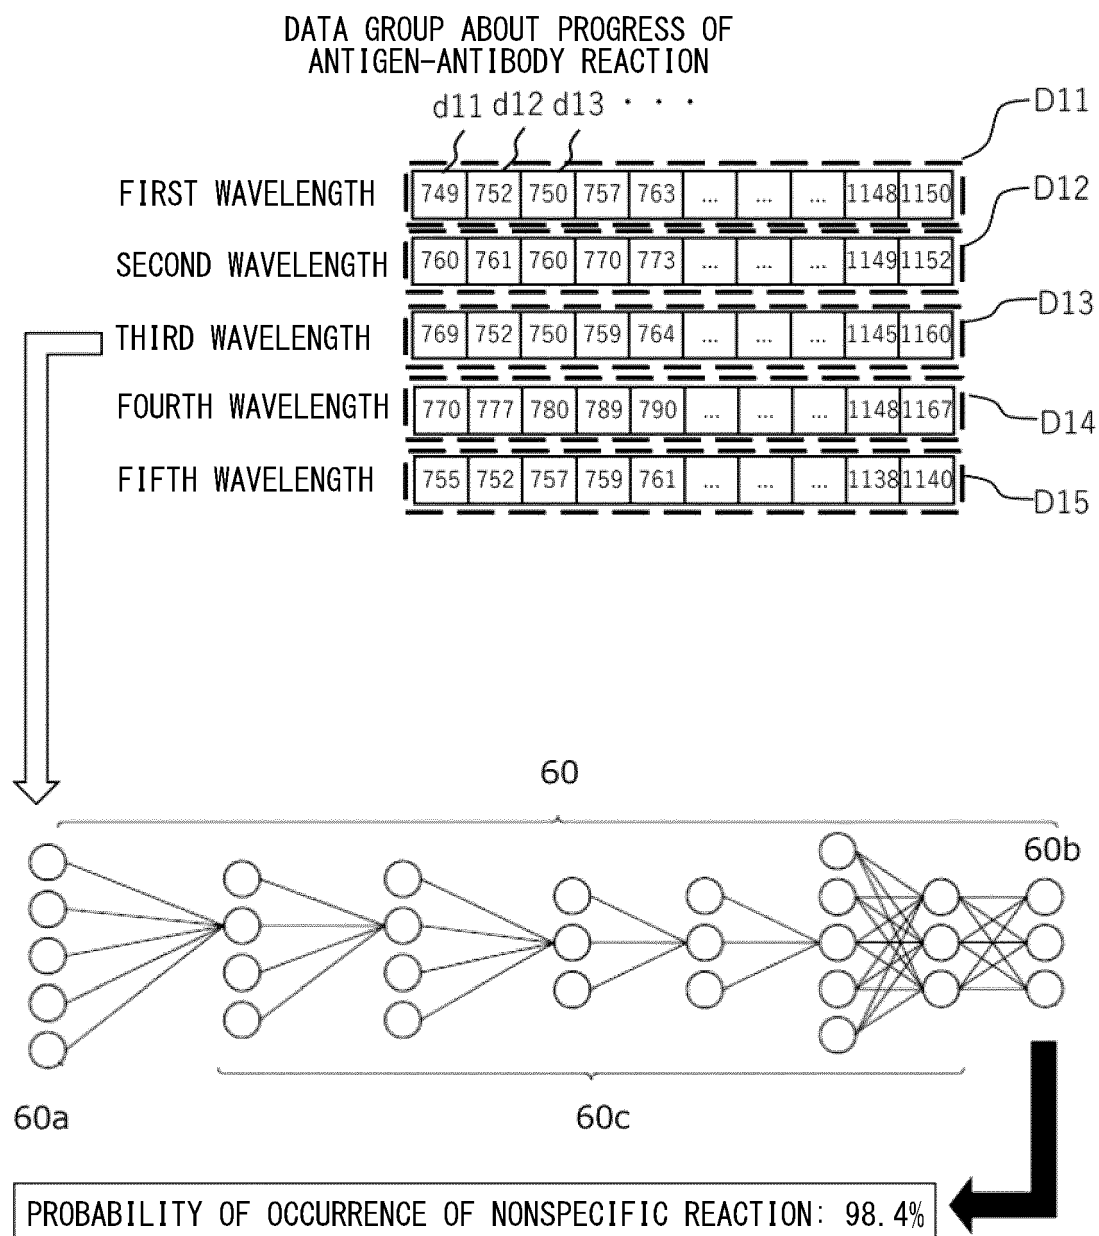 DATA GROUP ABOUT PROGRESS OF
ANTIGEN-ANTIBODY REACTION
d11 d12 d13 · · ·
D11
FIRST WAVELENGTH 749 752 750 757 763 ... ... ... 1148 1150
D12
SECOND WAVELENGTH 760 761 760 770 773 ... ... ... 1149 1152
D13
THIRD WAVELENGTH 769 752 750 759 764 ... ... ... 1145 1160
FOURTH WAVELENGTH 770 777 780 789 790 ... ... ... 1148 1167
D14
FIFTH WAVELENGTH 755 752 757 759 761 ... ... ... 1138 1140
D15
60
60b
60a
60c
PROBABILITY OF OCCURRENCE OF NONSPECIFIC REACTION: 98.4%